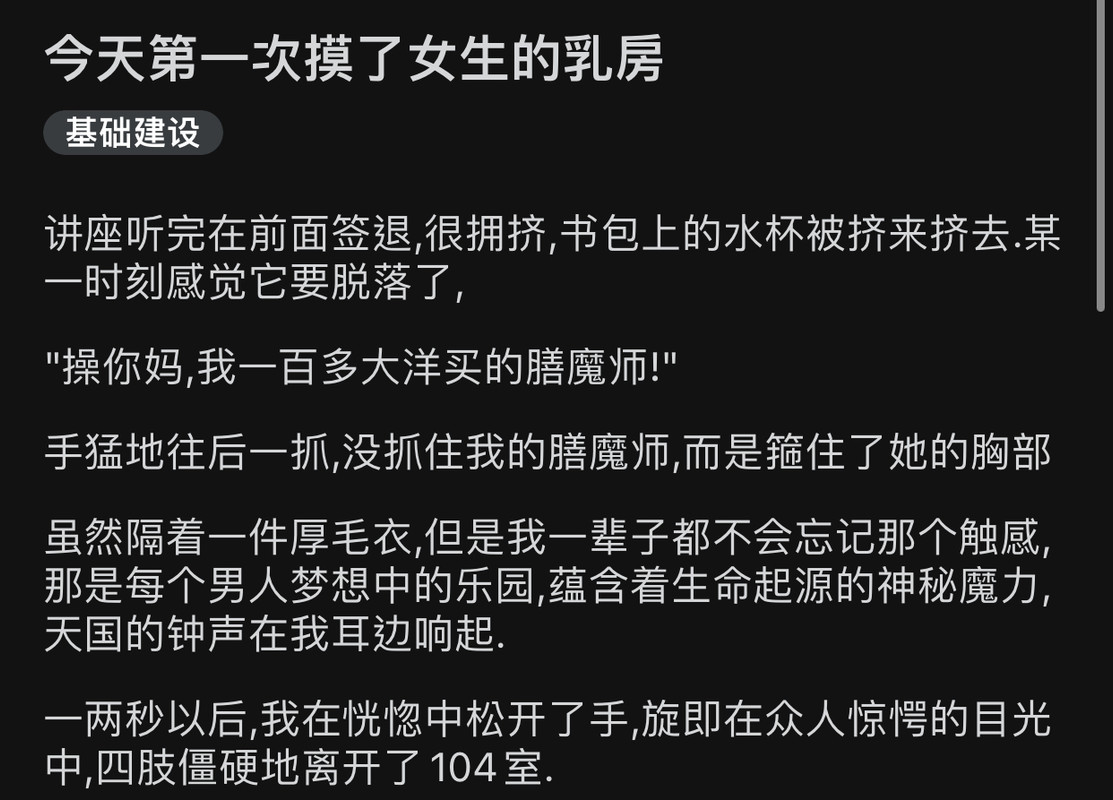 今天第一次摸了女生的乳房
基础建设
讲座听完在前面签退,很拥挤,书包上的水杯被挤来挤去.某
一时刻感觉它要脱落了,
"操你妈,我一百多大洋买的膳魔师!"
手猛地往后一抓,没抓住我的膳魔师,而是箍住了她的胸部
虽然隔着一件厚毛衣,但是我一辈子都不会忘记那个触感,
那是每个男人梦想中的乐园,蕴含着生命起源的神秘魔力,
天国的钟声在我耳边响起.
一两秒以后,我在恍惚中松开了手,旋即在众人惊愕的目光
中,四肢僵硬地离开了104室.